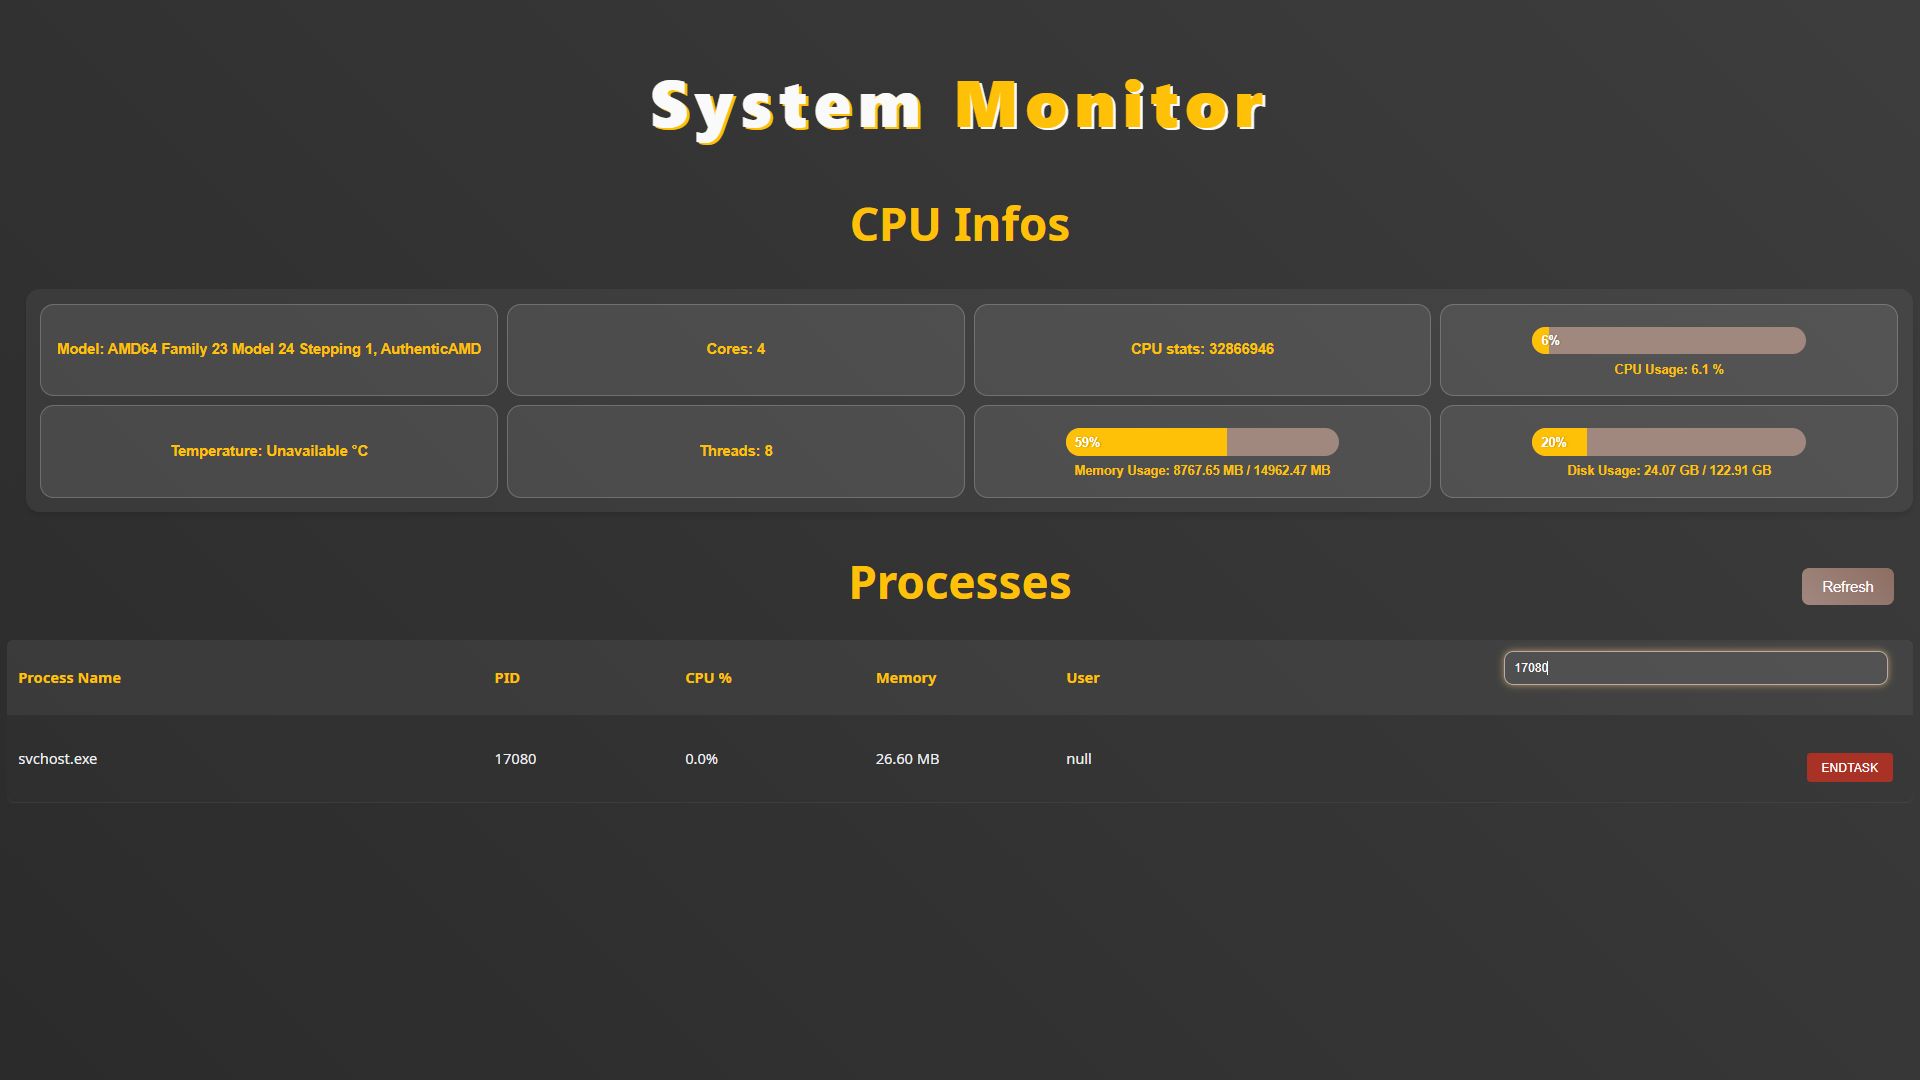 System Monitor
CPU Infos
Model: AMD64 Family 23 Model 24 Stepping 1, AuthenticAMD
Cores: 4
CPU stats: 32866946
6%
CPU Usage: 6.1 %
Temperature: Unavailable °C
Threads: 8
59%
Memory Usage: 8767.65 MB / 14962.47 MB
20%
Disk Usage: 24.07 GB / 122.91 GB
Processes
Refresh
Process Name PID CPU % Memory User 17080
svchost.exe 17080 0.0% 26.60 MB null ENDTASK